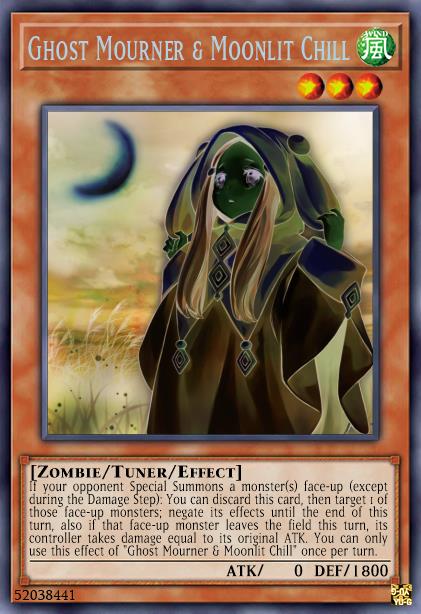 Ghost Mourner & Moonlit Chill
WIND
風
[Zombie/Tuner/Effect]
If your opponent Special Summons a monster(s) face-up (except
during the Damage Step): You can discard this card, then target 1 of
those face-up monsters; negate its effects until the end of this
turn, also if that face-up monster leaves the field this turn, its
controller takes damage equal to its original ATK. You can only
use this effect of "Ghost Mourner & Moonlit Chill" once per turn.
ATK/ 0 DEF/1800
52038441